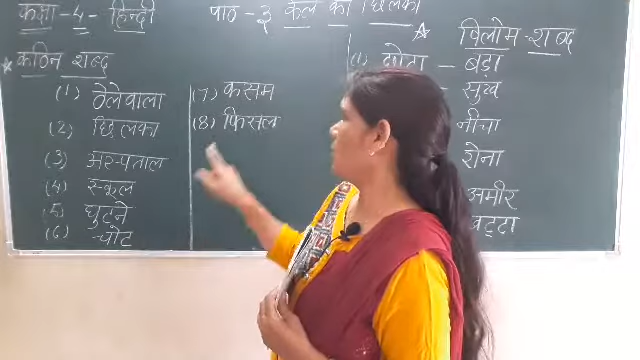 कक्षा-4- हिन्दी
पाठ-3 केले का छिलका
कठिन शब्द
(1) ठेलेवाला
(2) छिलका
(3) अस्पताल
(4) स्कूल
(5) घुटने
(6) चोट
(7) कसम
(8) फिसल
विलोम-शब्द
(1) छोटा - बड़ा
- सुख
नीचा
रोना
अमीर